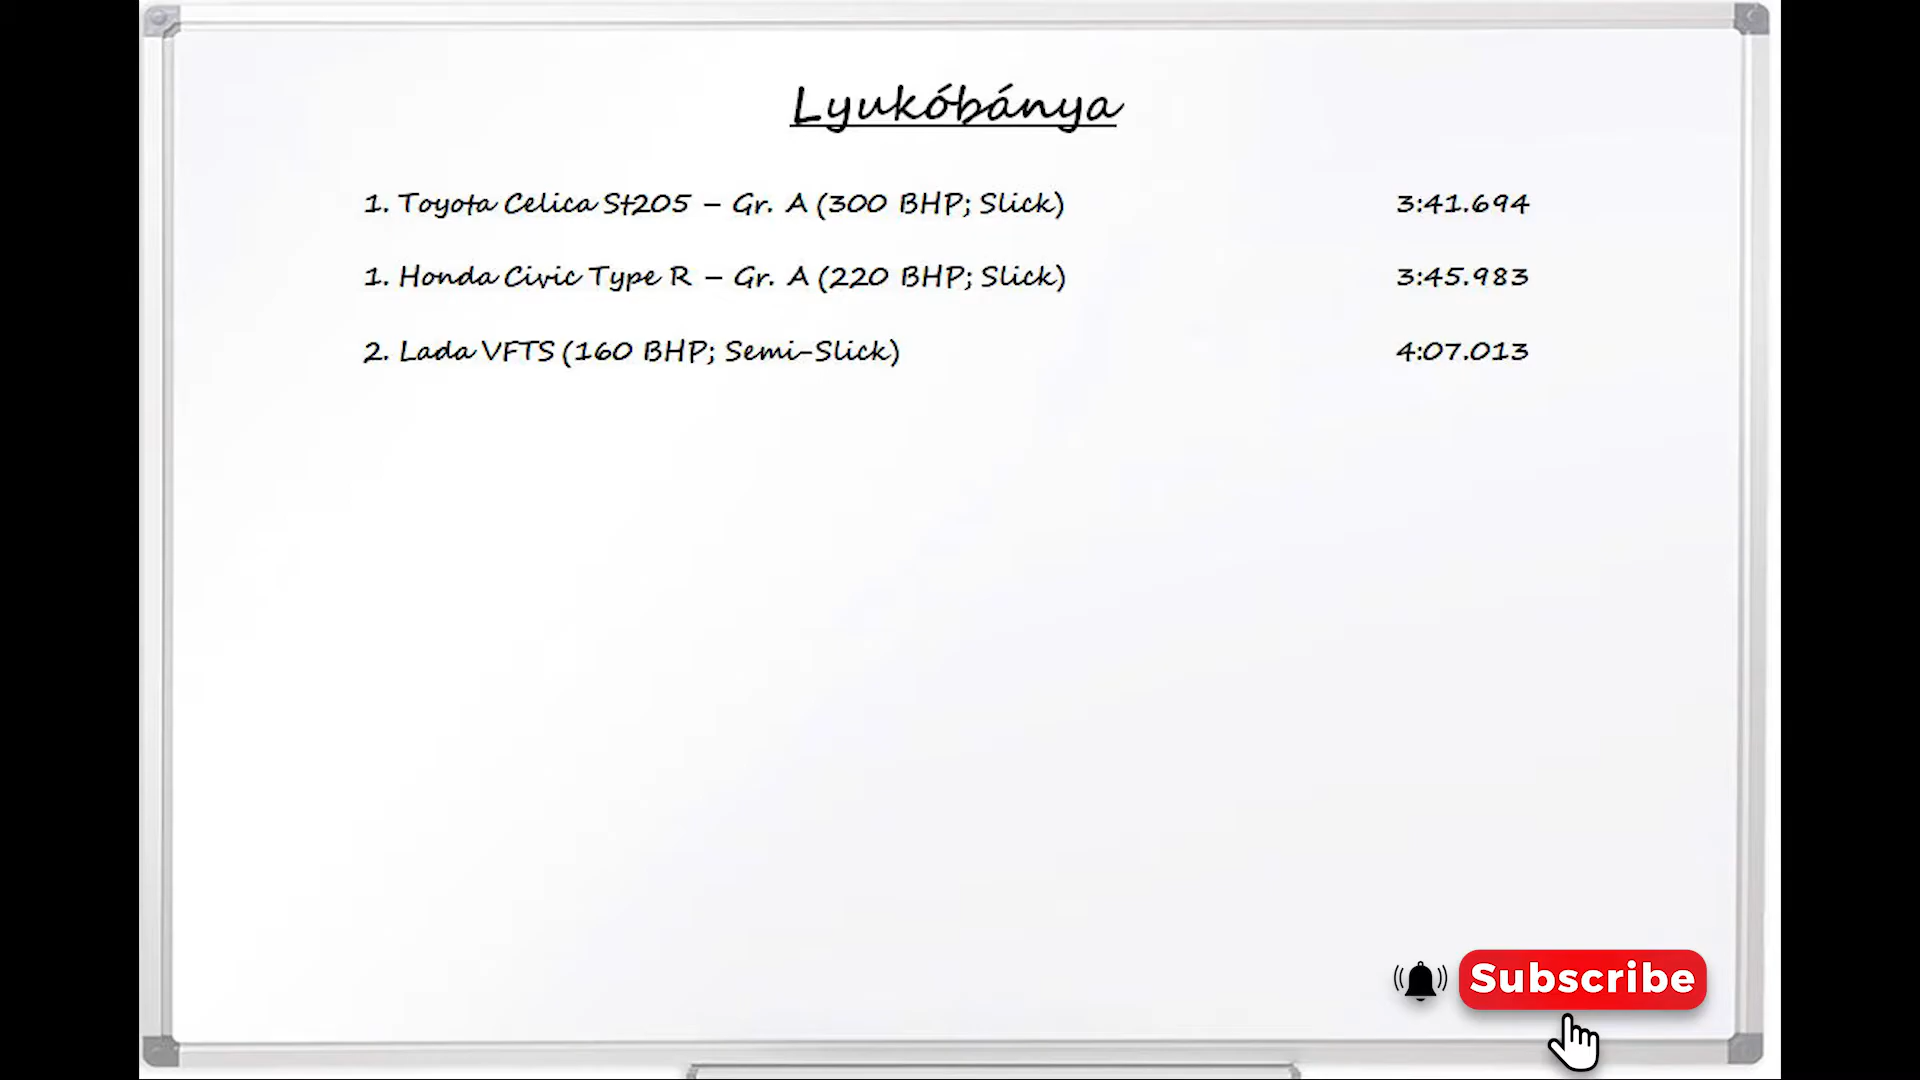 Lyukóbánya
1. Toyota Celica St205 – Gr. A (300 BHP; Slick) 3:41.694
1. Honda Civic Type R – Gr. A (220 BHP; Slick) 3:45.983
2. Lada VFTS (160 BHP; Semi-Slick) 4:07.013
Subscribe